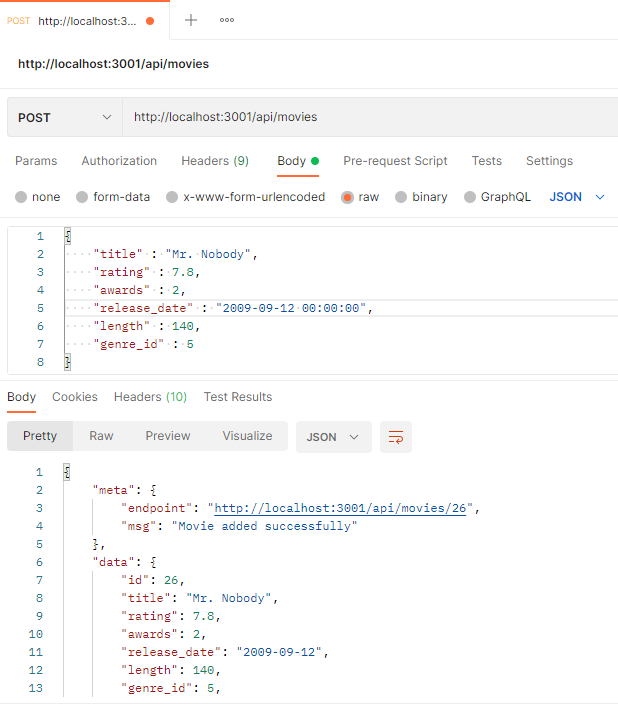 POST http://localhost:3... + ooo
http://localhost:3001/api/movies
POST http://localhost:3001/api/movies
Params Authorization Headers (9) Body Pre-request Script Tests Settings
none form-data x-www-form-urlencoded raw binary GraphQL JSON
1 {
2 "title" : "Mr. Nobody",
3 "rating" : 7.8,
4 "awards" : 2,
5 "release_date" : "2009-09-12 00:00:00",
6 "length" : 140,
7 "genre_id" : 5
8 }
Body Cookies Headers (10) Test Results
Pretty Raw Preview Visualize JSON
1 {
2 "meta": {
3 "endpoint": "http://localhost:3001/api/movies/26",
4 "msg": "Movie added successfully"
5 },
6 "data": {
7 "id": 26,
8 "title": "Mr. Nobody",
9 "rating": 7.8,
10 "awards": 2,
11 "release_date": "2009-09-12",
12 "length": 140,
13 "genre_id": 5,